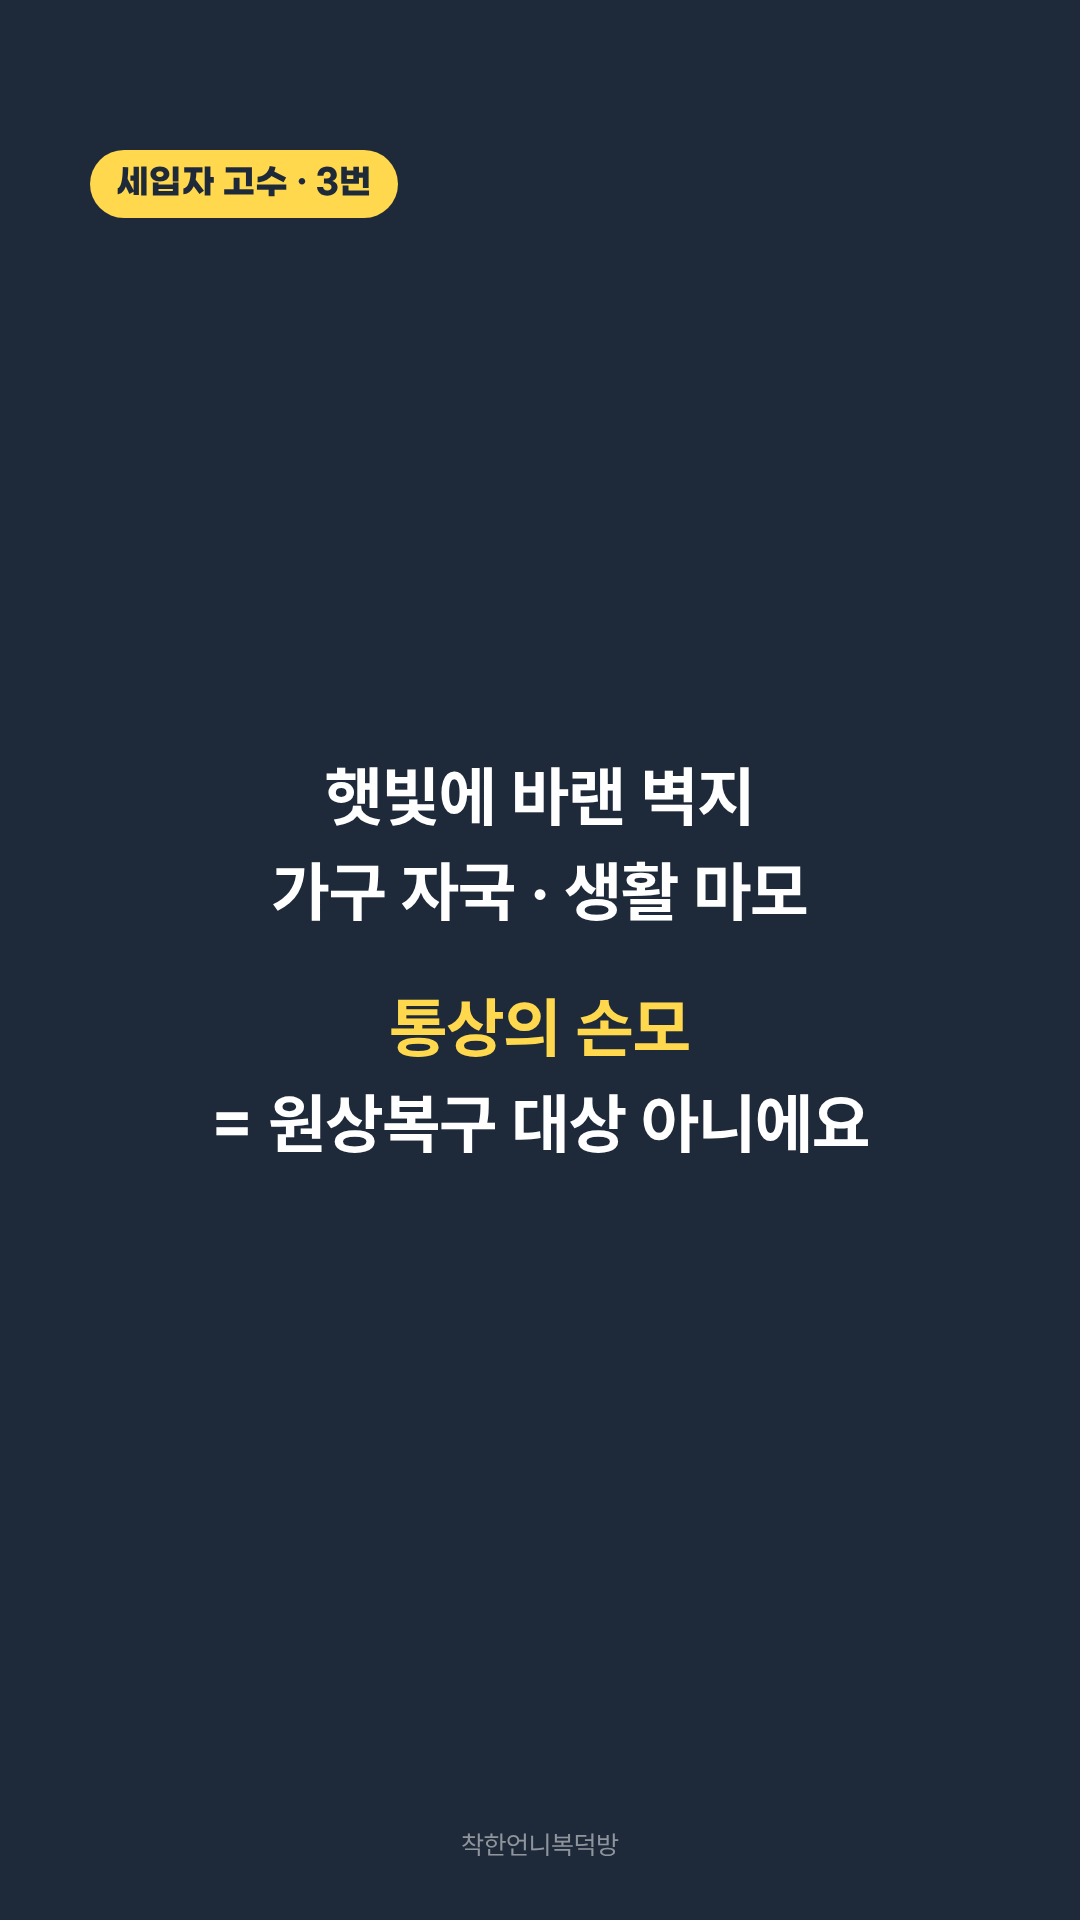 세입자 고수 · 3번
햇빛에 바랜 벽지
가구 자국 · 생활 마모
통상의 손모
= 원상복구 대상 아니에요
착한언니복덕방